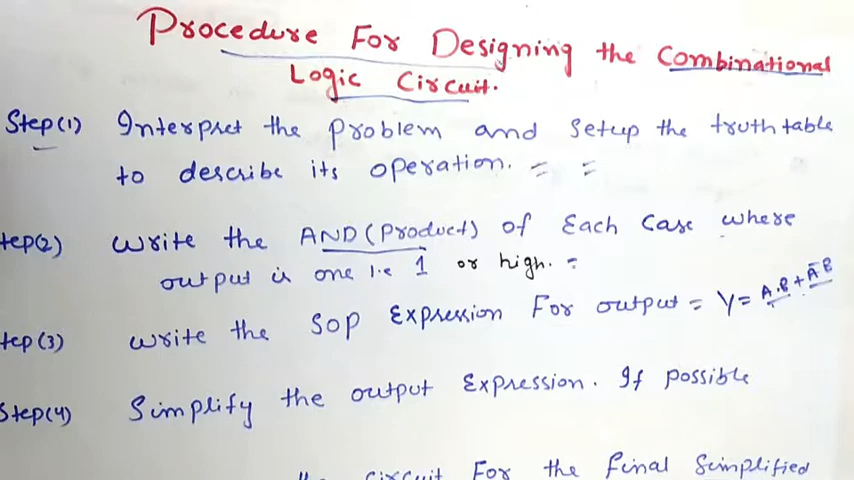 Procedure For Designing the Combinational
Logic Circuit.
Step(1) Interpret the problem and setup the truth table
to describe its operation. = =
tep(2) write the AND (Product) of Each Case where
output is one i.e 1 or high. =
tep(3) write the SOP Expression For output = Y = A.B + A̅ B
Step(4) Simplify the output Expression. If possible
circuit For the final Simplified